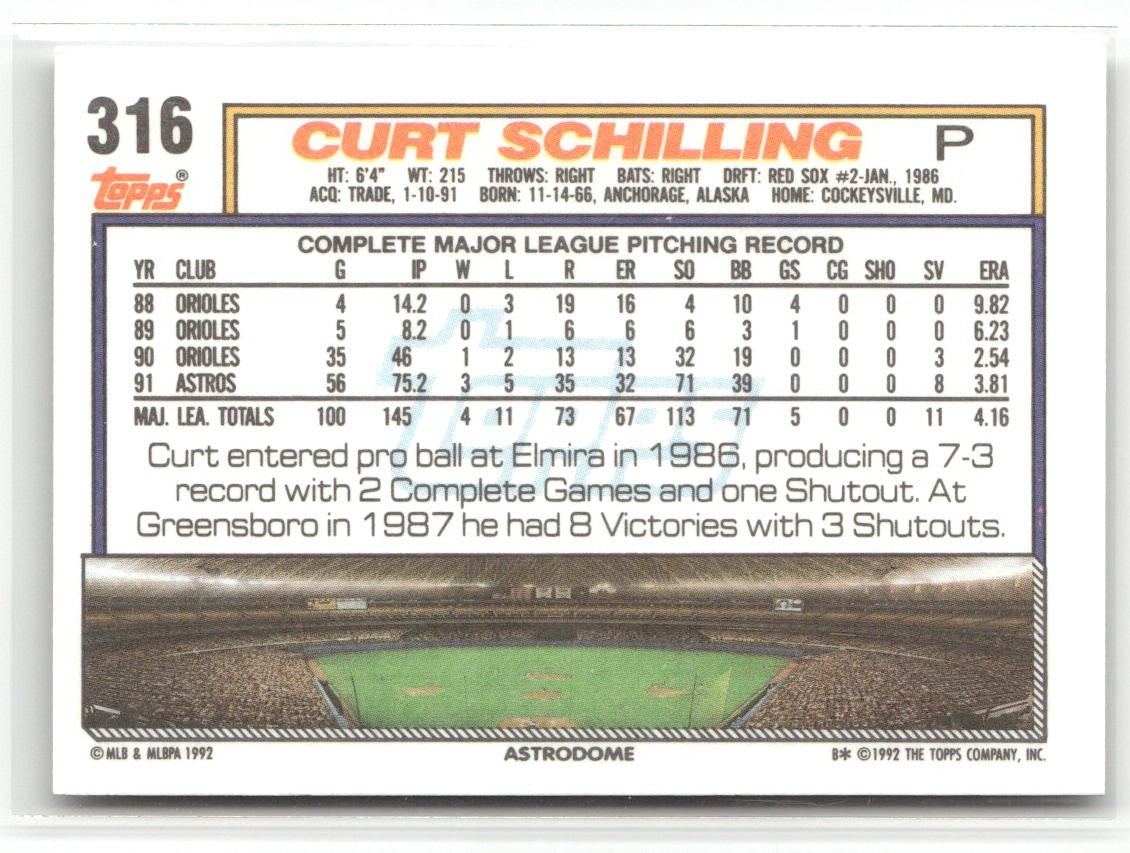 316
topps®
CURT SCHILLING P
HT: 6'4" WT: 215 THROWS: RIGHT BATS: RIGHT DRFT: RED SOX #2-JAN., 1986
ACQ: TRADE, 1-10-91 BORN: 11-14-66, ANCHORAGE, ALASKA HOME: COCKEYSVILLE, MD.
COMPLETE MAJOR LEAGUE PITCHING RECORD
YR CLUB G IP W L R ER SO BB GS CG SHO SV ERA
88 ORIOLES 4 14.2 0 3 19 16 4 10 4 0 0 0 9.82
89 ORIOLES 5 8.2 0 1 6 6 6 3 1 0 0 0 6.23
90 ORIOLES 35 46 1 2 13 13 32 19 0 0 0 3 2.54
91 ASTROS 56 75.2 3 5 35 32 71 39 0 0 0 8 3.81
MAJ. LEA. TOTALS 100 145 4 11 73 67 113 71 5 0 0 11 4.16
topps
Curt entered pro ball at Elmira in 1986, producing a 7-3
record with 2 Complete Games and one Shutout. At
Greensboro in 1987 he had 8 Victories with 3 Shutouts.
© MLB & MLBPA 1992 ASTRODOME B* ©1992 THE TOPPS COMPANY, INC.